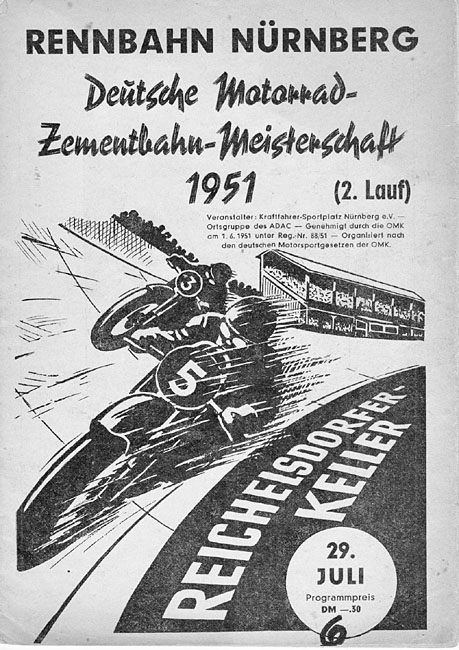 RENNBAHN NÜRNBERG
Deutsche Motorrad-
Zementbahn-Meisterschaft
1951 (2. Lauf)
Veranstalter: Kraftfahrer-Sportplatz Nürnberg e.V. —
Ortsgruppe des ADAC — Genehmigt durch die OMK
am 1. 6. 1951 unter Reg.-Nr. 88/51 — Organisiert nach
den deutschen Motorsportgesetzen der OMK.
3
5
REICHELSDORFER-
KELLER
29.
JULI
Programmpreis
DM —.30
6